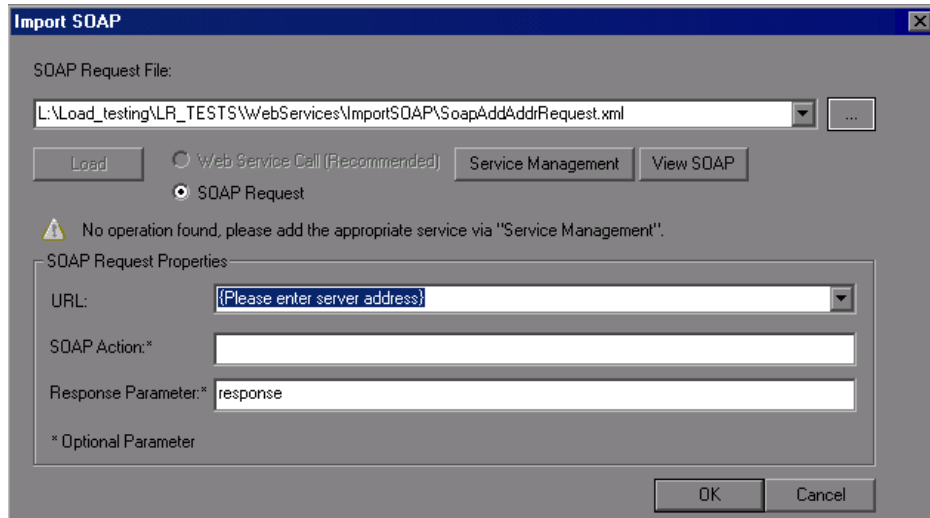 Import SOAP
SOAP Request File:
L:\Load_testing\LR_TESTS\WebServices\ImportSOAP\SoapAddAddrRequest.xml
...
Load
Web Service Call (Recommended)
Service Management
View SOAP
SOAP Request
No operation found, please add the appropriate service via "Service Management".
SOAP Request Properties
URL:
{Please enter server address}
SOAP Action:*
Response Parameter:*
response
* Optional Parameter
OK
Cancel